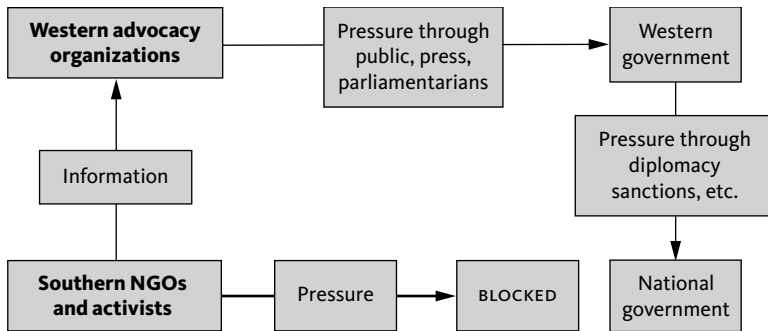 Western advocacy
organizations
Pressure through
public, press,
parliamentarians
Western
government
Information
Pressure through
diplomacy
sanctions, etc.
Southern NGOs
and activists
Pressure
BLOCKED
National
government